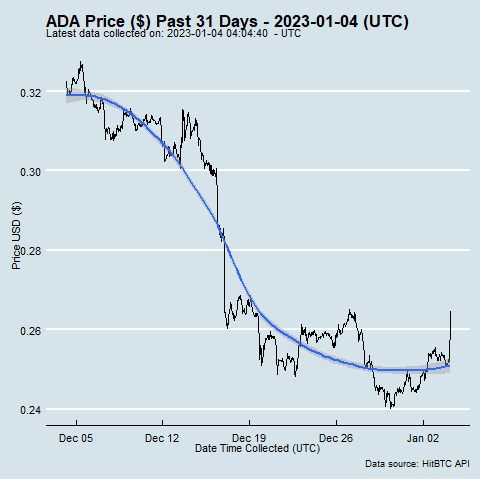 ADA Price ($) Past 31 Days - 2023-01-04 (UTC)
Latest data collected on: 2023-01-04 04:04:40 - UTC
0.32
0.30
0.28
0.26
0.24
Price USD ($)
Dec 05 Dec 12 Dec 19 Dec 26 Jan 02
Date Time Collected (UTC)
Data source: HitBTC API